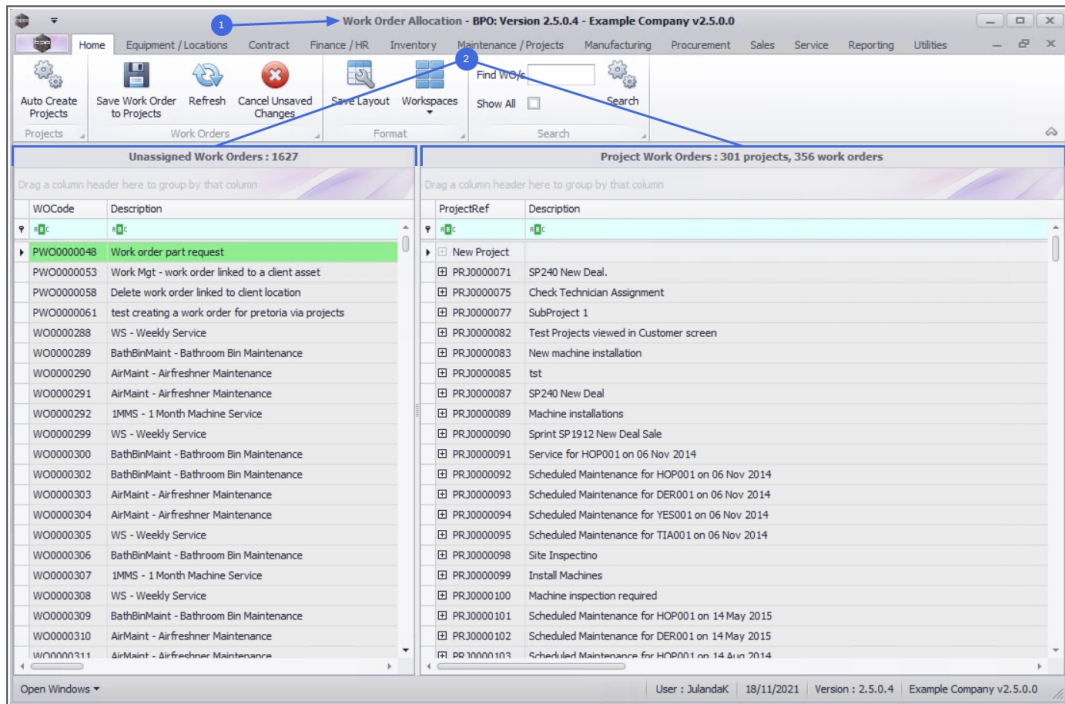 1
Work Order Allocation - BPO: Version 2.5.0.4 - Example Company v2.5.0.0
Home Equipment / Locations Contract Finance / HR Inventory Maintenance / Projects Manufacturing Procurement Sales Service Reporting Utilities
2
Auto Create Projects
Save Work Order to Projects
Refresh
Cancel Unsaved Changes
Save Layout
Workspaces
Find WO/s
Show All
Search
Projects Work Orders Format Search
Unassigned Work Orders : 1627
Drag a column header here to group by that column
WOCode Description
PWO0000048 Work order part request
PWO0000053 Work Mgt - work order linked to a client asset
PWO0000058 Delete work order linked to client location
PWO0000061 test creating a work order for pretoria via projects
WO0000288 WS - Weekly Service
WO0000289 BathBinMaint - Bathroom Bin Maintenance
WO0000290 AirMaint - Airfreshner Maintenance
WO0000291 AirMaint - Airfreshner Maintenance
WO0000292 1MMS - 1 Month Machine Service
WO0000299 WS - Weekly Service
WO0000300 BathBinMaint - Bathroom Bin Maintenance
WO0000302 BathBinMaint - Bathroom Bin Maintenance
WO0000303 AirMaint - Airfreshner Maintenance
WO0000304 AirMaint - Airfreshner Maintenance
WO0000305 WS - Weekly Service
WO0000306 BathBinMaint - Bathroom Bin Maintenance
WO0000307 1MMS - 1 Month Machine Service
WO0000308 WS - Weekly Service
WO0000309 BathBinMaint - Bathroom Bin Maintenance
WO0000310 AirMaint - Airfreshner Maintenance
WO0000311 AirMaint - Airfreshner Maintenance
Project Work Orders : 301 projects, 356 work orders
Drag a column header here to group by that column
ProjectRef Description
New Project
PRJ0000071 SP240 New Deal.
PRJ0000075 Check Technician Assignment
PRJ0000077 SubProject 1
PRJ0000082 Test Projects viewed in Customer screen
PRJ0000083 New machine installation
PRJ0000085 tst
PRJ0000087 SP240 New Deal
PRJ0000089 Machine installations
PRJ0000090 Sprint SP1912 New Deal Sale
PRJ0000091 Service for HOP001 on 06 Nov 2014
PRJ0000092 Scheduled Maintenance for HOP001 on 06 Nov 2014
PRJ0000093 Scheduled Maintenance for DER001 on 06 Nov 2014
PRJ0000094 Scheduled Maintenance for YES001 on 06 Nov 2014
PRJ0000095 Scheduled Maintenance for TIA001 on 06 Nov 2014
PRJ0000098 Site Inspectino
PRJ0000099 Install Machines
PRJ0000100 Machine inspection required
PRJ0000101 Scheduled Maintenance for HOP001 on 14 May 2015
PRJ0000102 Scheduled Maintenance for DER001 on 14 May 2015
PRJ0000103 Scheduled Maintenance for HOP001 on 14 Aug 2014
Open Windows User : JulandaK 18/11/2021 Version : 2.5.0.4 Example Company v2.5.0.0